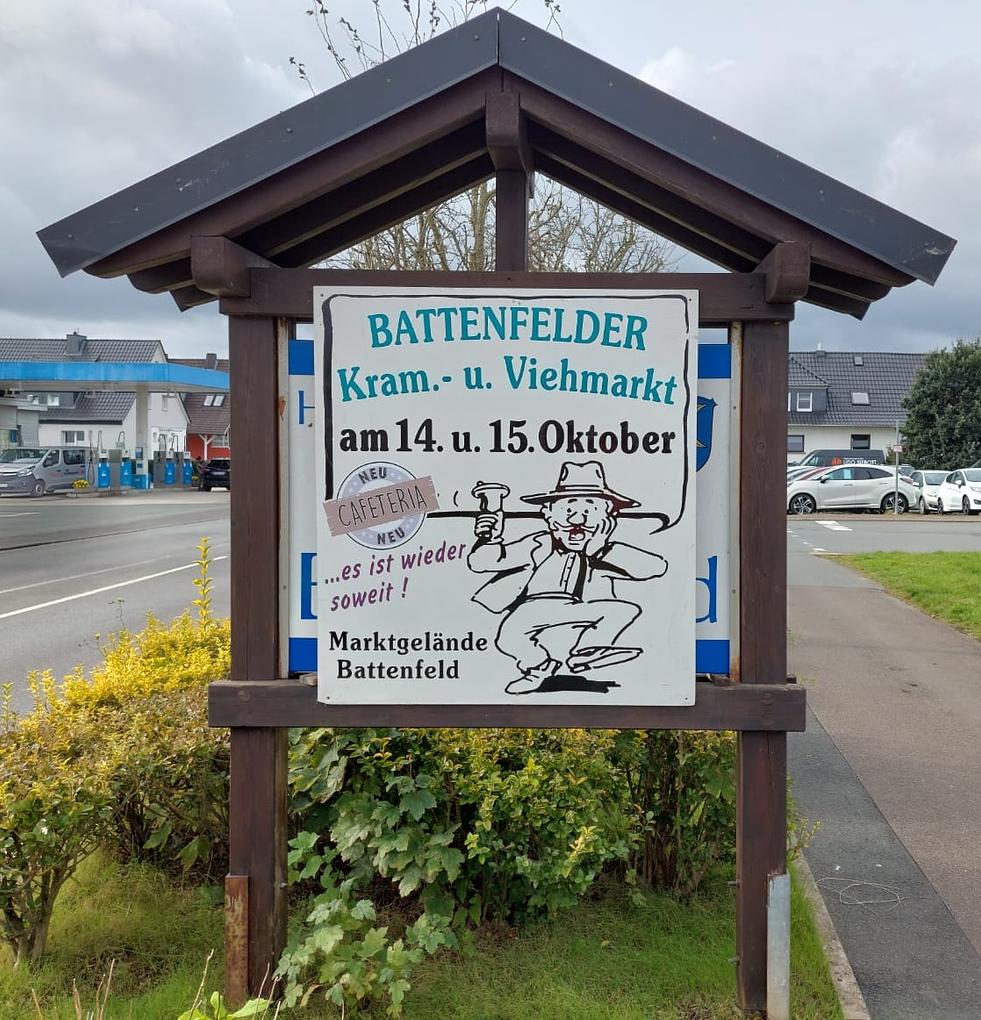 BATTENFELDER
Kram.- u. Viehmarkt
am 14. u. 15. Oktober
NEU
CAFETERIA
NEU
...es ist wieder
soweit !
Marktgelände
Battenfeld